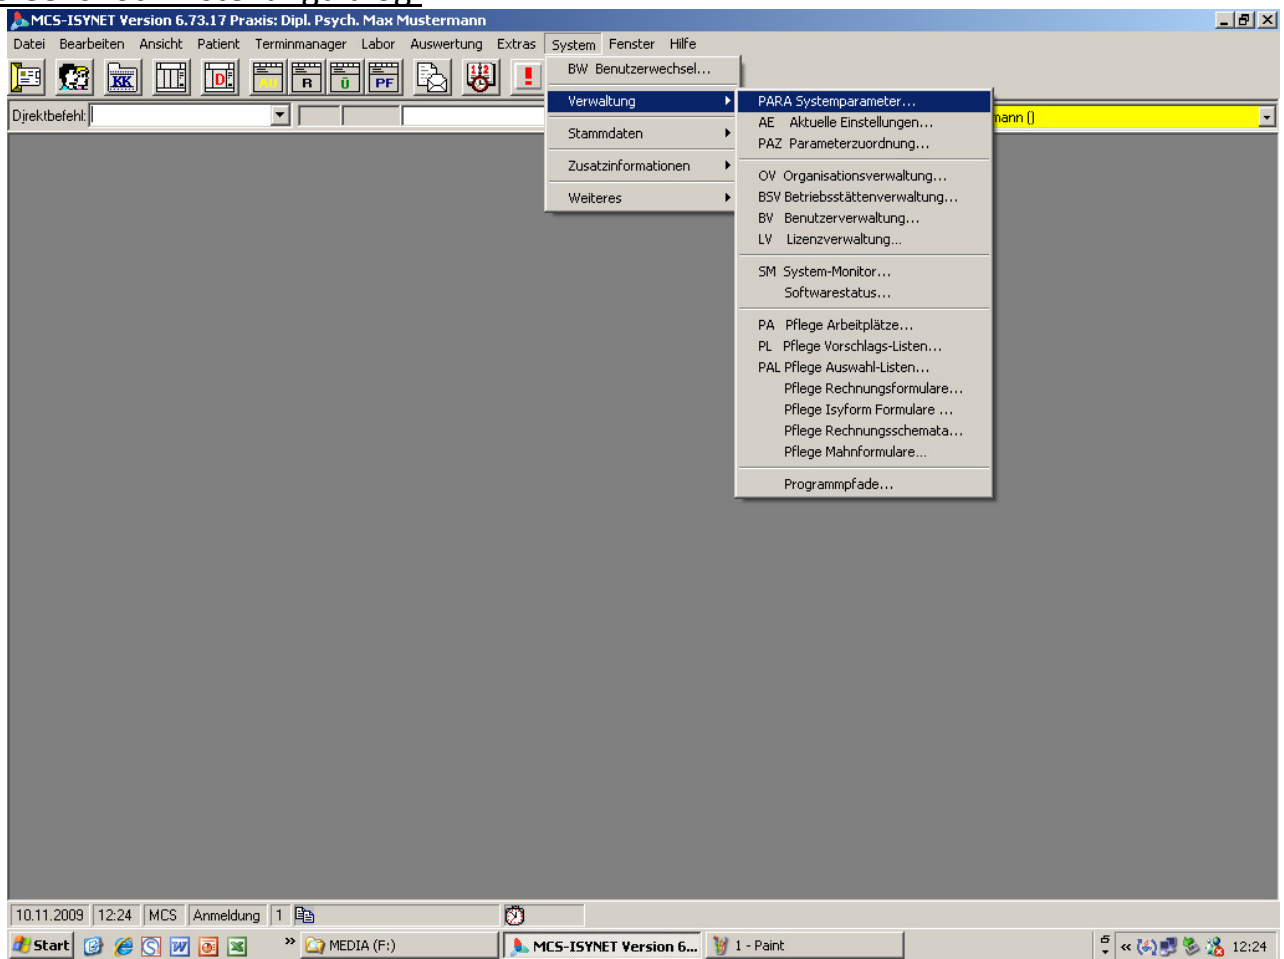 MCS-ISYNET Version 6.73.17 Praxis: Dipl. Psych. Max Mustermann
Datei Bearbeiten Ansicht Patient Terminmanager Labor Auswertung Extras System Fenster Hilfe
KK D! AU R Ü PF
BW Benutzerwechsel...
Direktbefehl:
mann ()
Verwaltung
Stammdaten
Zusatzinformationen
Weiteres
PARA Systemparameter...
AE Aktuelle Einstellungen...
PAZ Parameterzuordnung...
OV Organisationsverwaltung...
BSV Betriebsstättenverwaltung...
BV Benutzerverwaltung...
LV Lizenzverwaltung...
SM System-Monitor...
Softwarestatus...
PA Pflege Arbeitplätze...
PL Pflege Vorschlags-Listen...
PAL Pflege Auswahl-Listen...
Pflege Rechnungsformulare...
Pflege Isyform Formulare ...
Pflege Rechnungsschemata...
Pflege Mahnformulare...
Programmpfade...
10.11.2009 12:24 MCS Anmeldung 1
Start » MEDIA (F:) MCS-ISYNET Version 6... 1 - Paint « 12:24